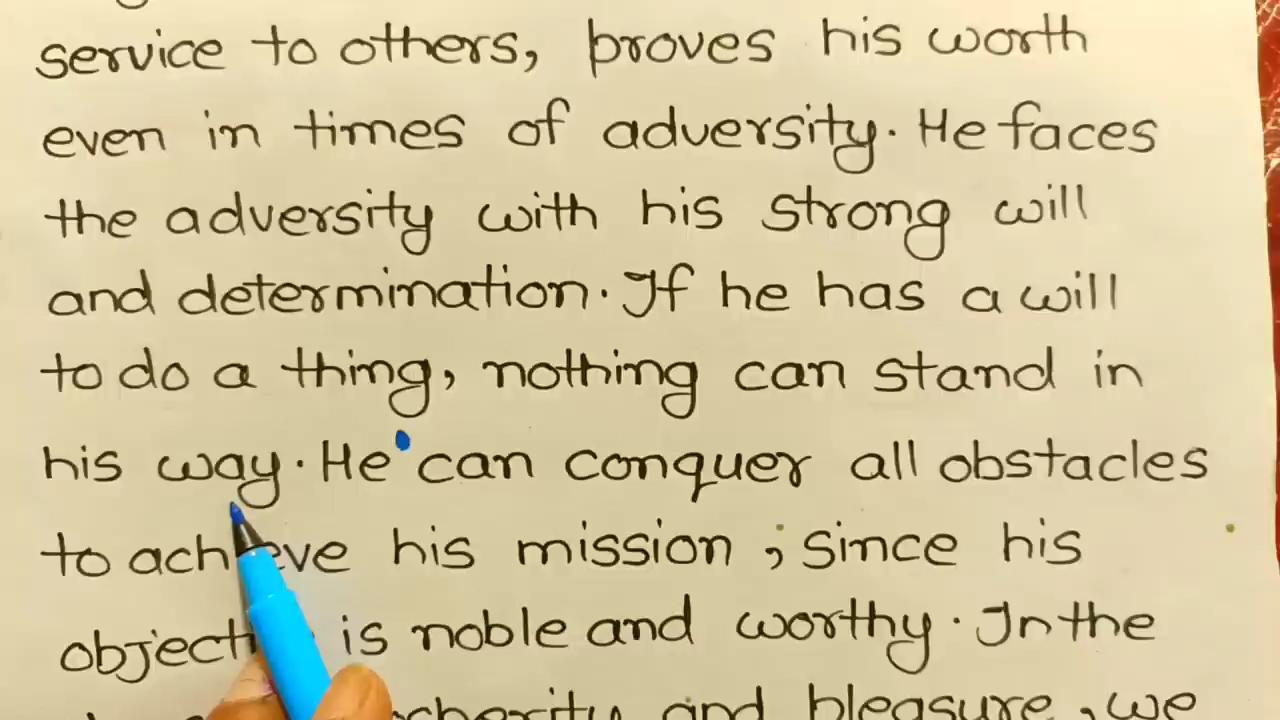 service to others, proves his worth
even in times of adversity. He faces
the adversity with his strong will
and determination. If he has a will
to do a thing, nothing can stand in
his way. He can conquer all obstacles
to achieve his mission ; since his
is noble and worthy. In the
and pleasure, we